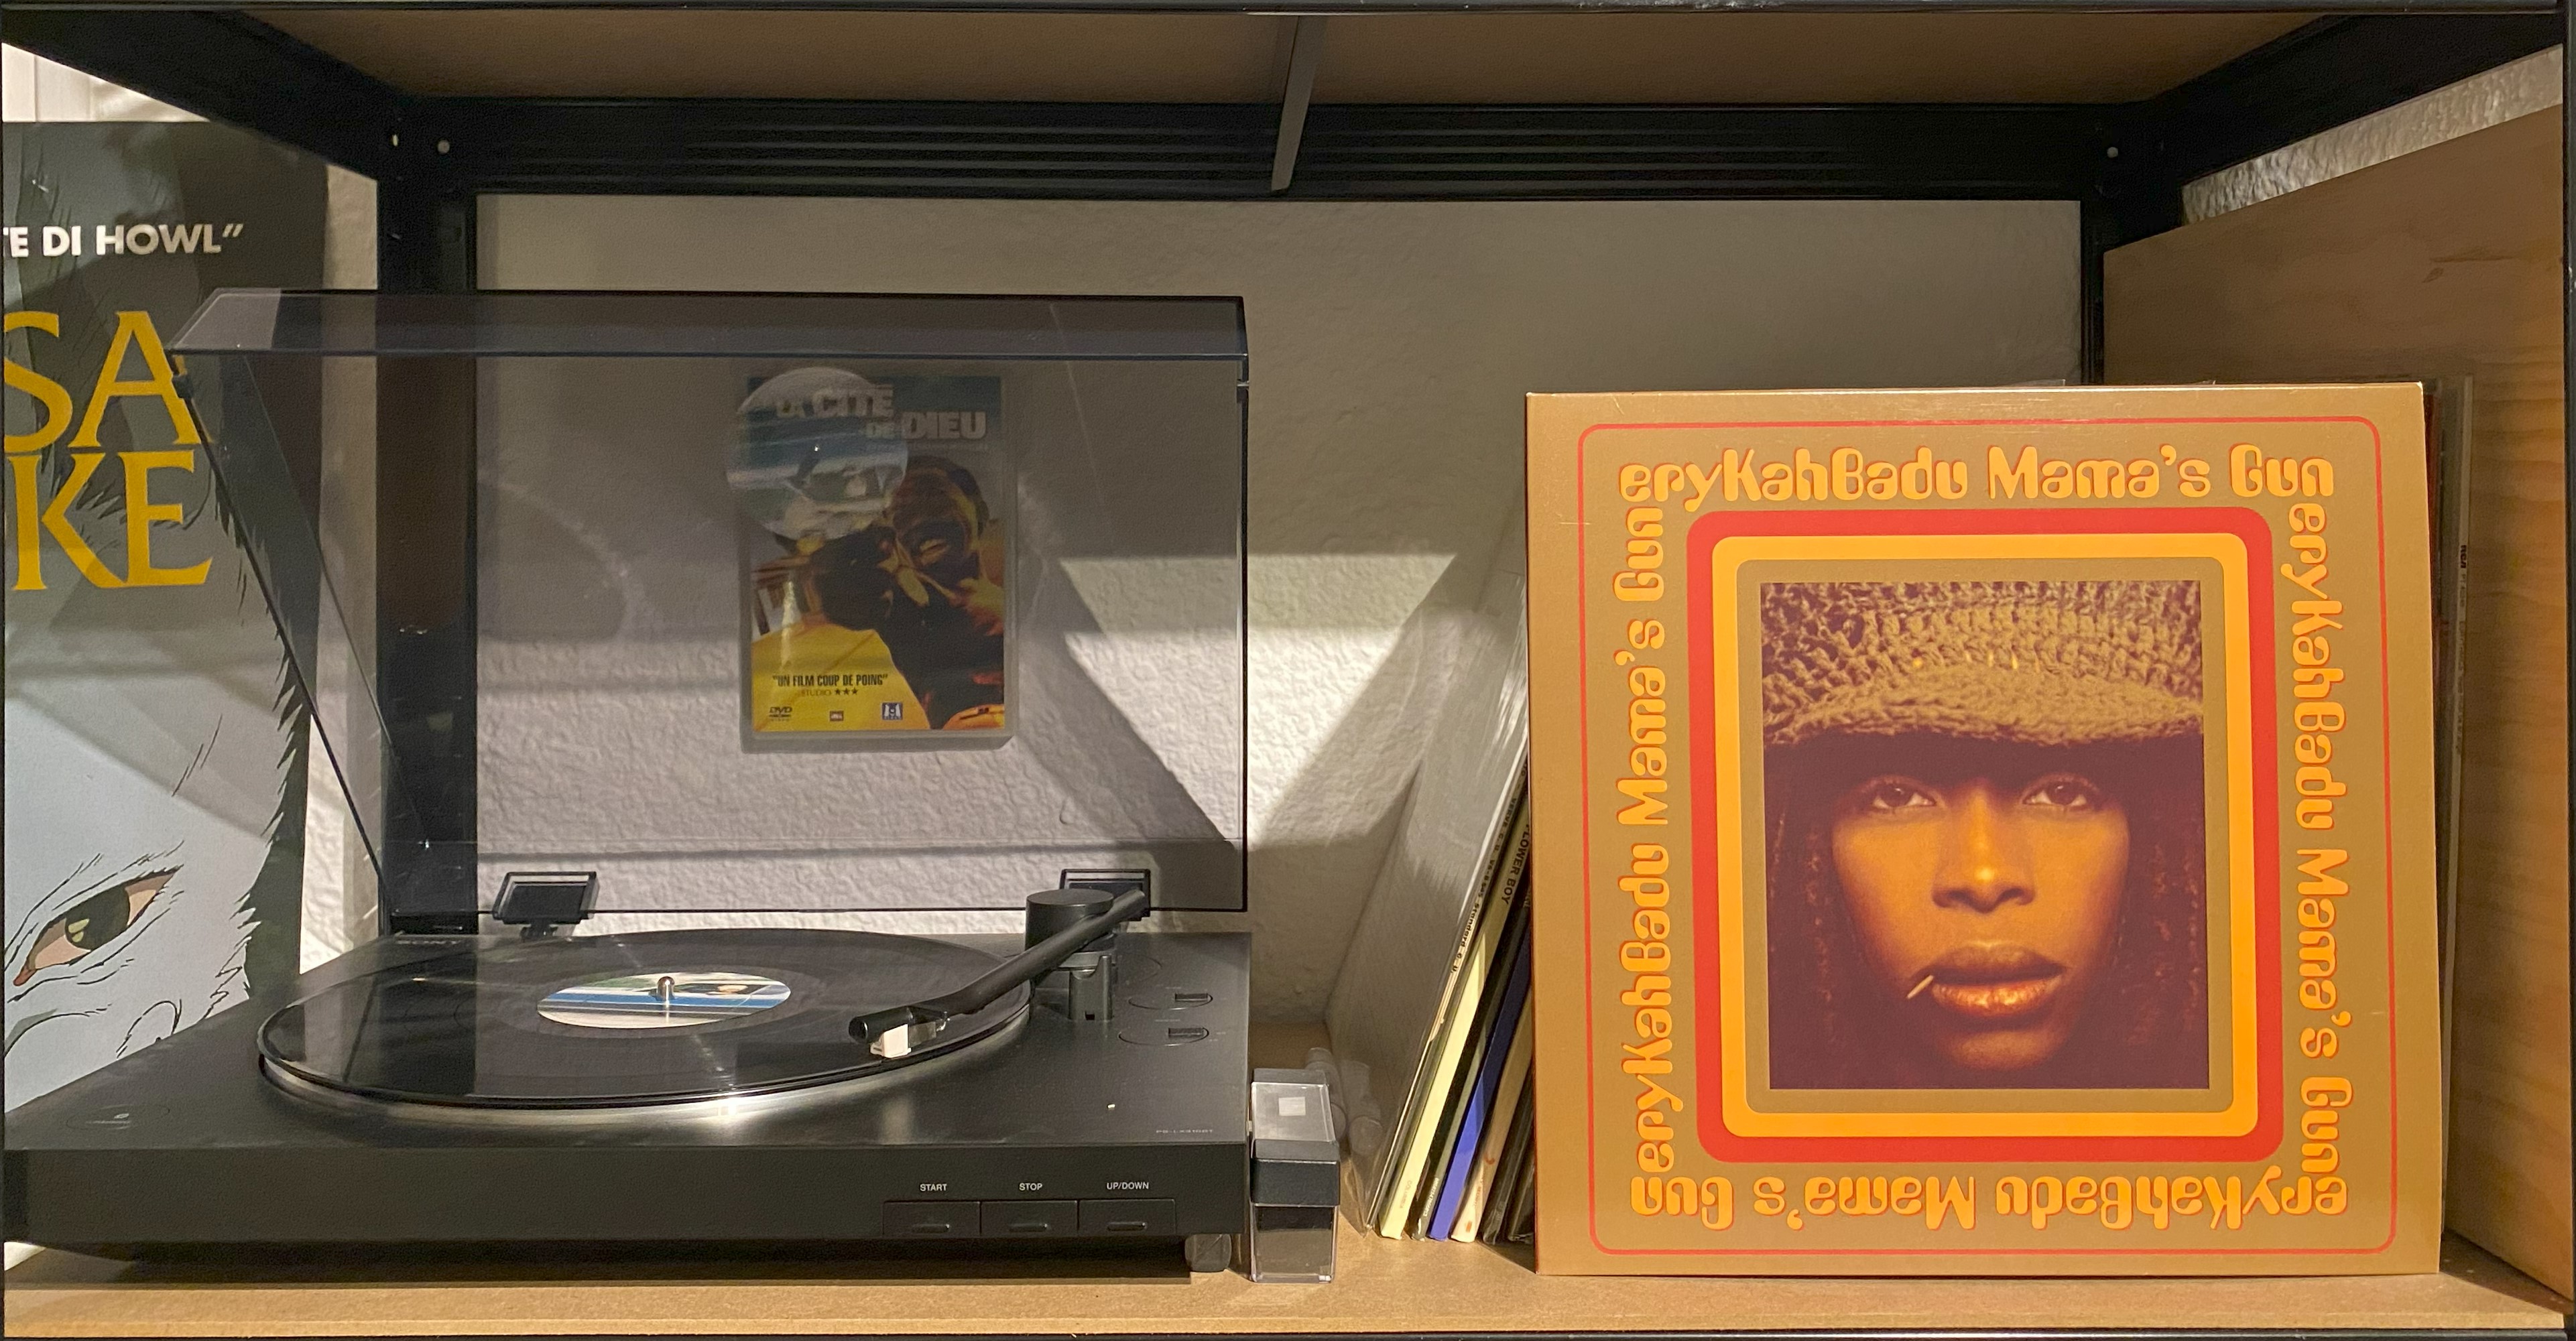 TE DI HOWL”
SA
KE
LA CITÉ
DE DIEU
"UN FILM COUP DE POING"
STUDIO ★★★
DVD
SONY
START
STOP
UP/DOWN
FLOWER BOY
eryKahBadu Mama's Gun
eryKahBadu Mama's Gun
eryKahBadu Mama's Gun
eryKahBadu Mama's Gun